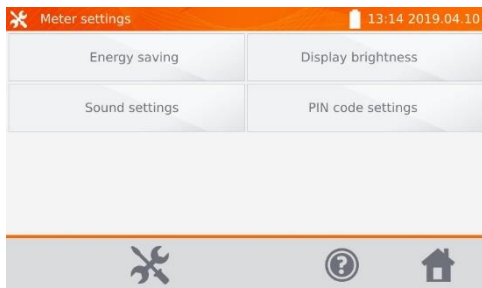 Meter settings 13:14 2019.04.10
Energy saving Display brightness
Sound settings PIN code settings
?